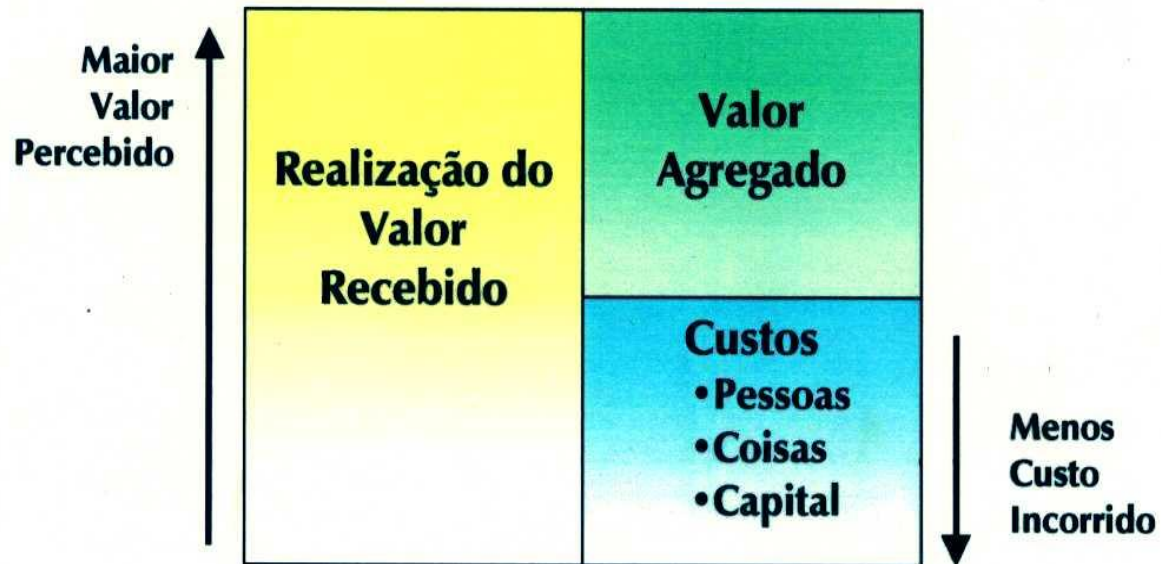 Maior
Valor
Percebido
Realização do
Valor
Recebido
Valor
Agregado
Custos
•Pessoas
•Coisas
•Capital
Menos
Custo
Incorrido